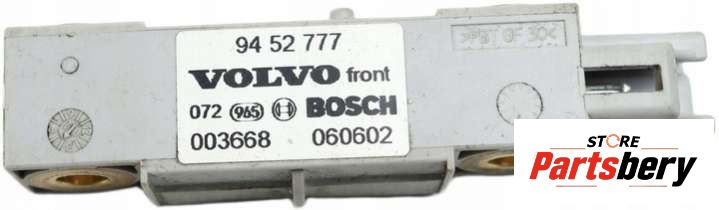 94 52 777
VOLVO front
072 965 BOSCH
003668 060602
>PBT GF 30<
STORE
Partsbery